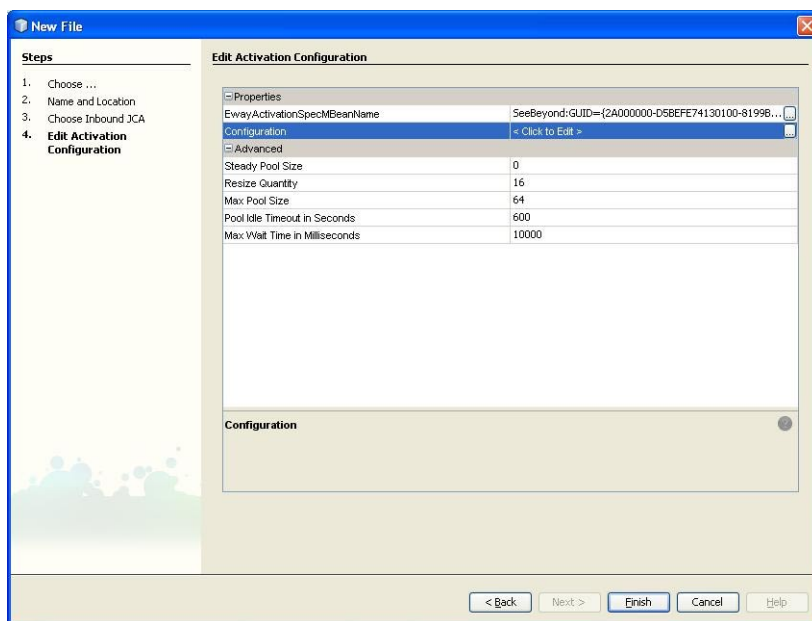 New File
Steps
1. Choose ...
2. Name and Location
3. Choose Inbound JCA
4. Edit Activation
Configuration
Edit Activation Configuration
Properties
EwayActivationSpecMBeanName SeeBeyond:GUID={2A000000-D5BEFE74130100-8199B... ...
Configuration < Click to Edit > ...
Advanced
Steady Pool Size 0
Resize Quantity 16
Max Pool Size 64
Pool Idle Timeout in Seconds 600
Max Wait Time in Milliseconds 10000
Configuration
?
< Back Next > Finish Cancel Help